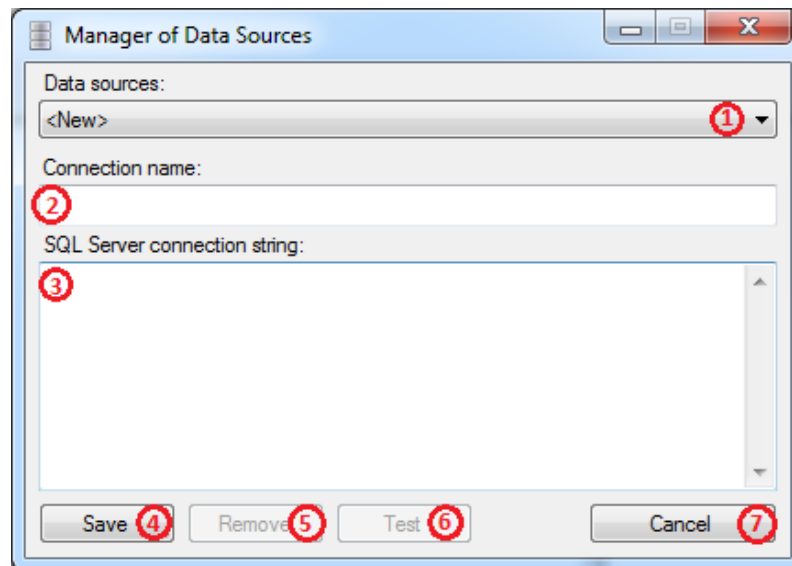 Manager of Data Sources
Data sources:
<New> 1
Connection name:
2
SQL Server connection string:
3
Save 4 Remove 5 Test 6 Cancel 7